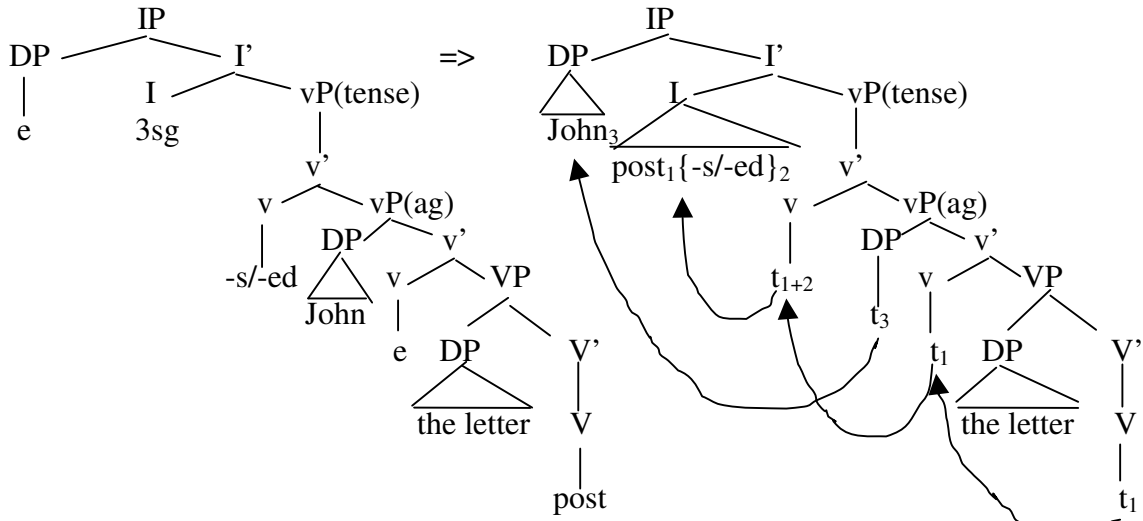 IP => IP
DP I' DP I'
I vP(tense) I vP(tense)
e 3sg John₃
v' post₁{-s/-ed}₂ v'
v vP(ag) v vP(ag)
DP v' DP v'
-s/-ed v VP t₁₊₂ v VP
John t₃
e DP V' t₁ DP V'
the letter V the letter V
post t₁